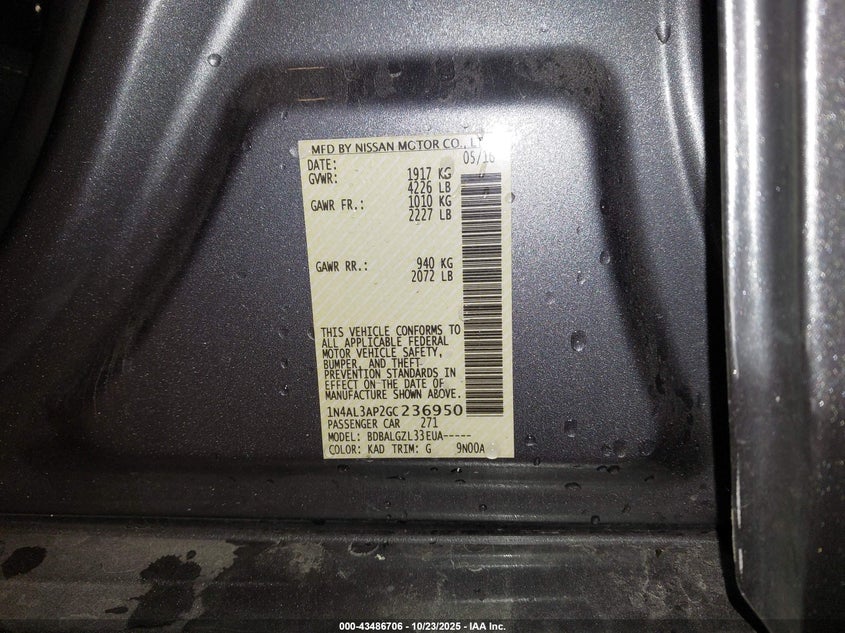 MFD BY NISSAN MOTOR CO., L
DATE: 05/16
GVWR: 1917 KG
4226 LB
GAWR FR.: 1010 KG
2227 LB
GAWR RR.: 940 KG
2072 LB
THIS VEHICLE CONFORMS TO
ALL APPLICABLE FEDERAL
MOTOR VEHICLE SAFETY,
BUMPER, AND THEFT
PREVENTION STANDARDS IN
EFFECT ON THE DATE OF
MANUFACTURE SHOWN ABOVE.
1N4AL3AP2GC236950
PASSENGER CAR 271
MODEL: BDBALGZL33EUA-----
COLOR: KAD TRIM: G 9N00A
000-43486706 - 10/23/2025 - IAA Inc.